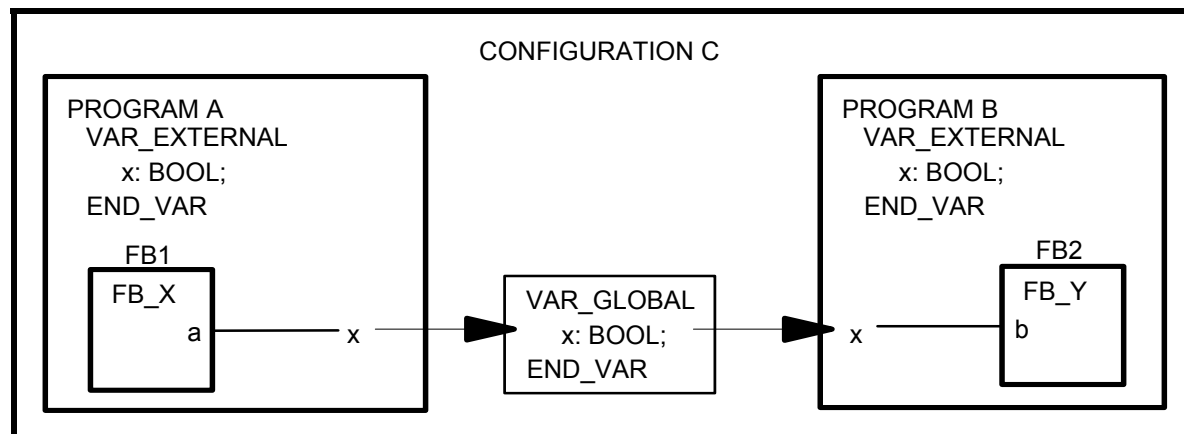 CONFIGURATION C
PROGRAM A
VAR_EXTERNAL
x: BOOL;
END_VAR
FB1
FB_X
a
x
VAR_GLOBAL
x: BOOL;
END_VAR
PROGRAM B
VAR_EXTERNAL
x: BOOL;
END_VAR
FB2
FB_Y
x
b